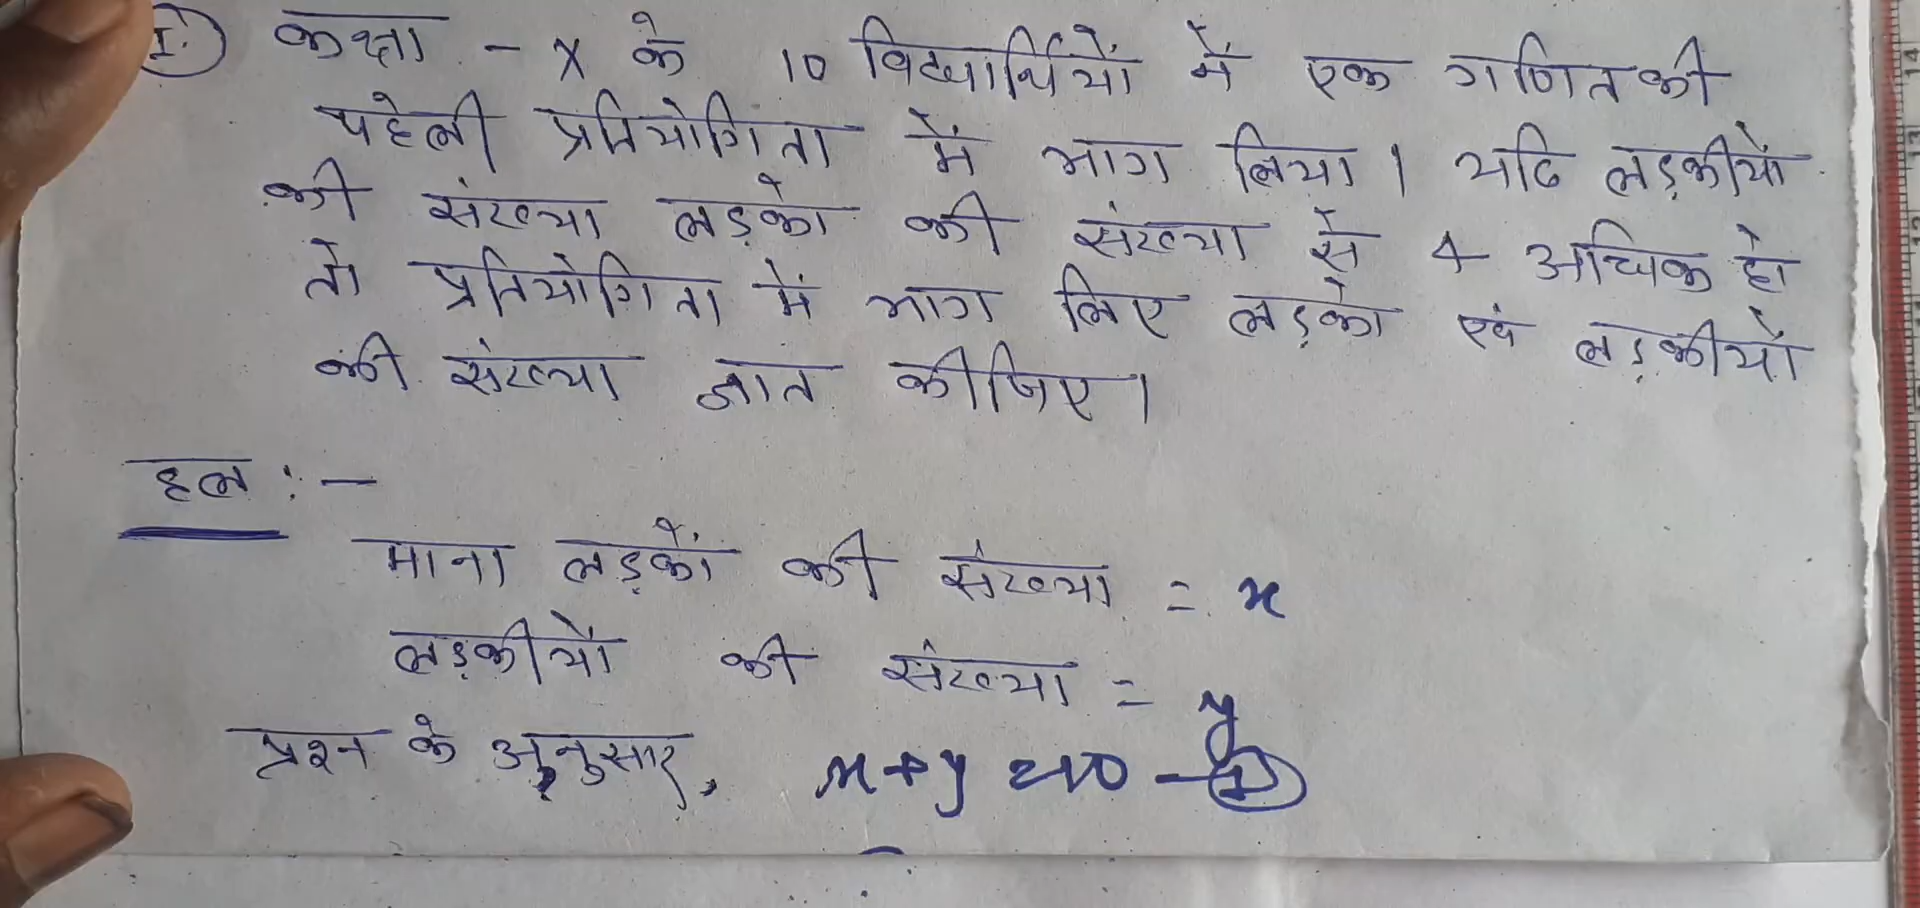 I. कक्षा - X के 10 विद्यार्थियों में एक गणित की
पहेली प्रतियोगिता में भाग लिया। यदि लड़कीयों
की संख्या लड़कों की संख्या से 4 अधिक हो
तो प्रतियोगिता में भाग लिए लड़कों एवं लड़कीयों
की संख्या ज्ञात कीजिए।
हल :-
माना लड़कों की संख्या = x
लड़कीयों की संख्या = y
प्रश्न के अनुसार, x + y = 10 - I